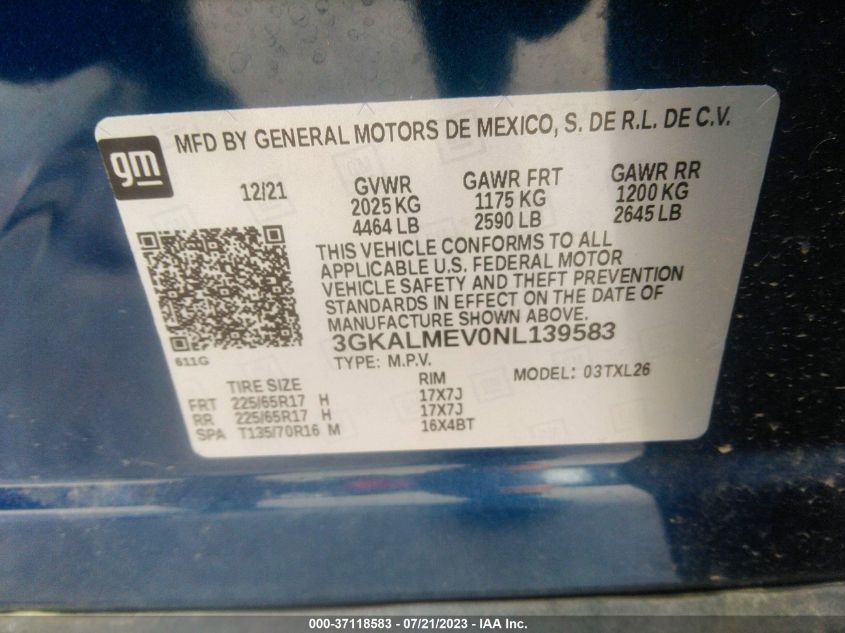 gm
MFD BY GENERAL MOTORS DE MEXICO, S. DE R.L. DE C.V.
12/21 GVWR GAWR FRT GAWR RR
2025 KG 1175 KG 1200 KG
4464 LB 2590 LB 2645 LB
THIS VEHICLE CONFORMS TO ALL
APPLICABLE U.S. FEDERAL MOTOR
VEHICLE SAFETY AND THEFT PREVENTION
STANDARDS IN EFFECT ON THE DATE OF
MANUFACTURE SHOWN ABOVE.
3GKALMEV0NL139583
611G
TYPE: M.P.V. MODEL: 03TXL26
TIRE SIZE RIM
FRT 225/65R17 H 17X7J
RR 225/65R17 H 17X7J
SPA T135/70R16 M 16X4BT
000-37118583 - 07/21/2023 - IAA Inc.